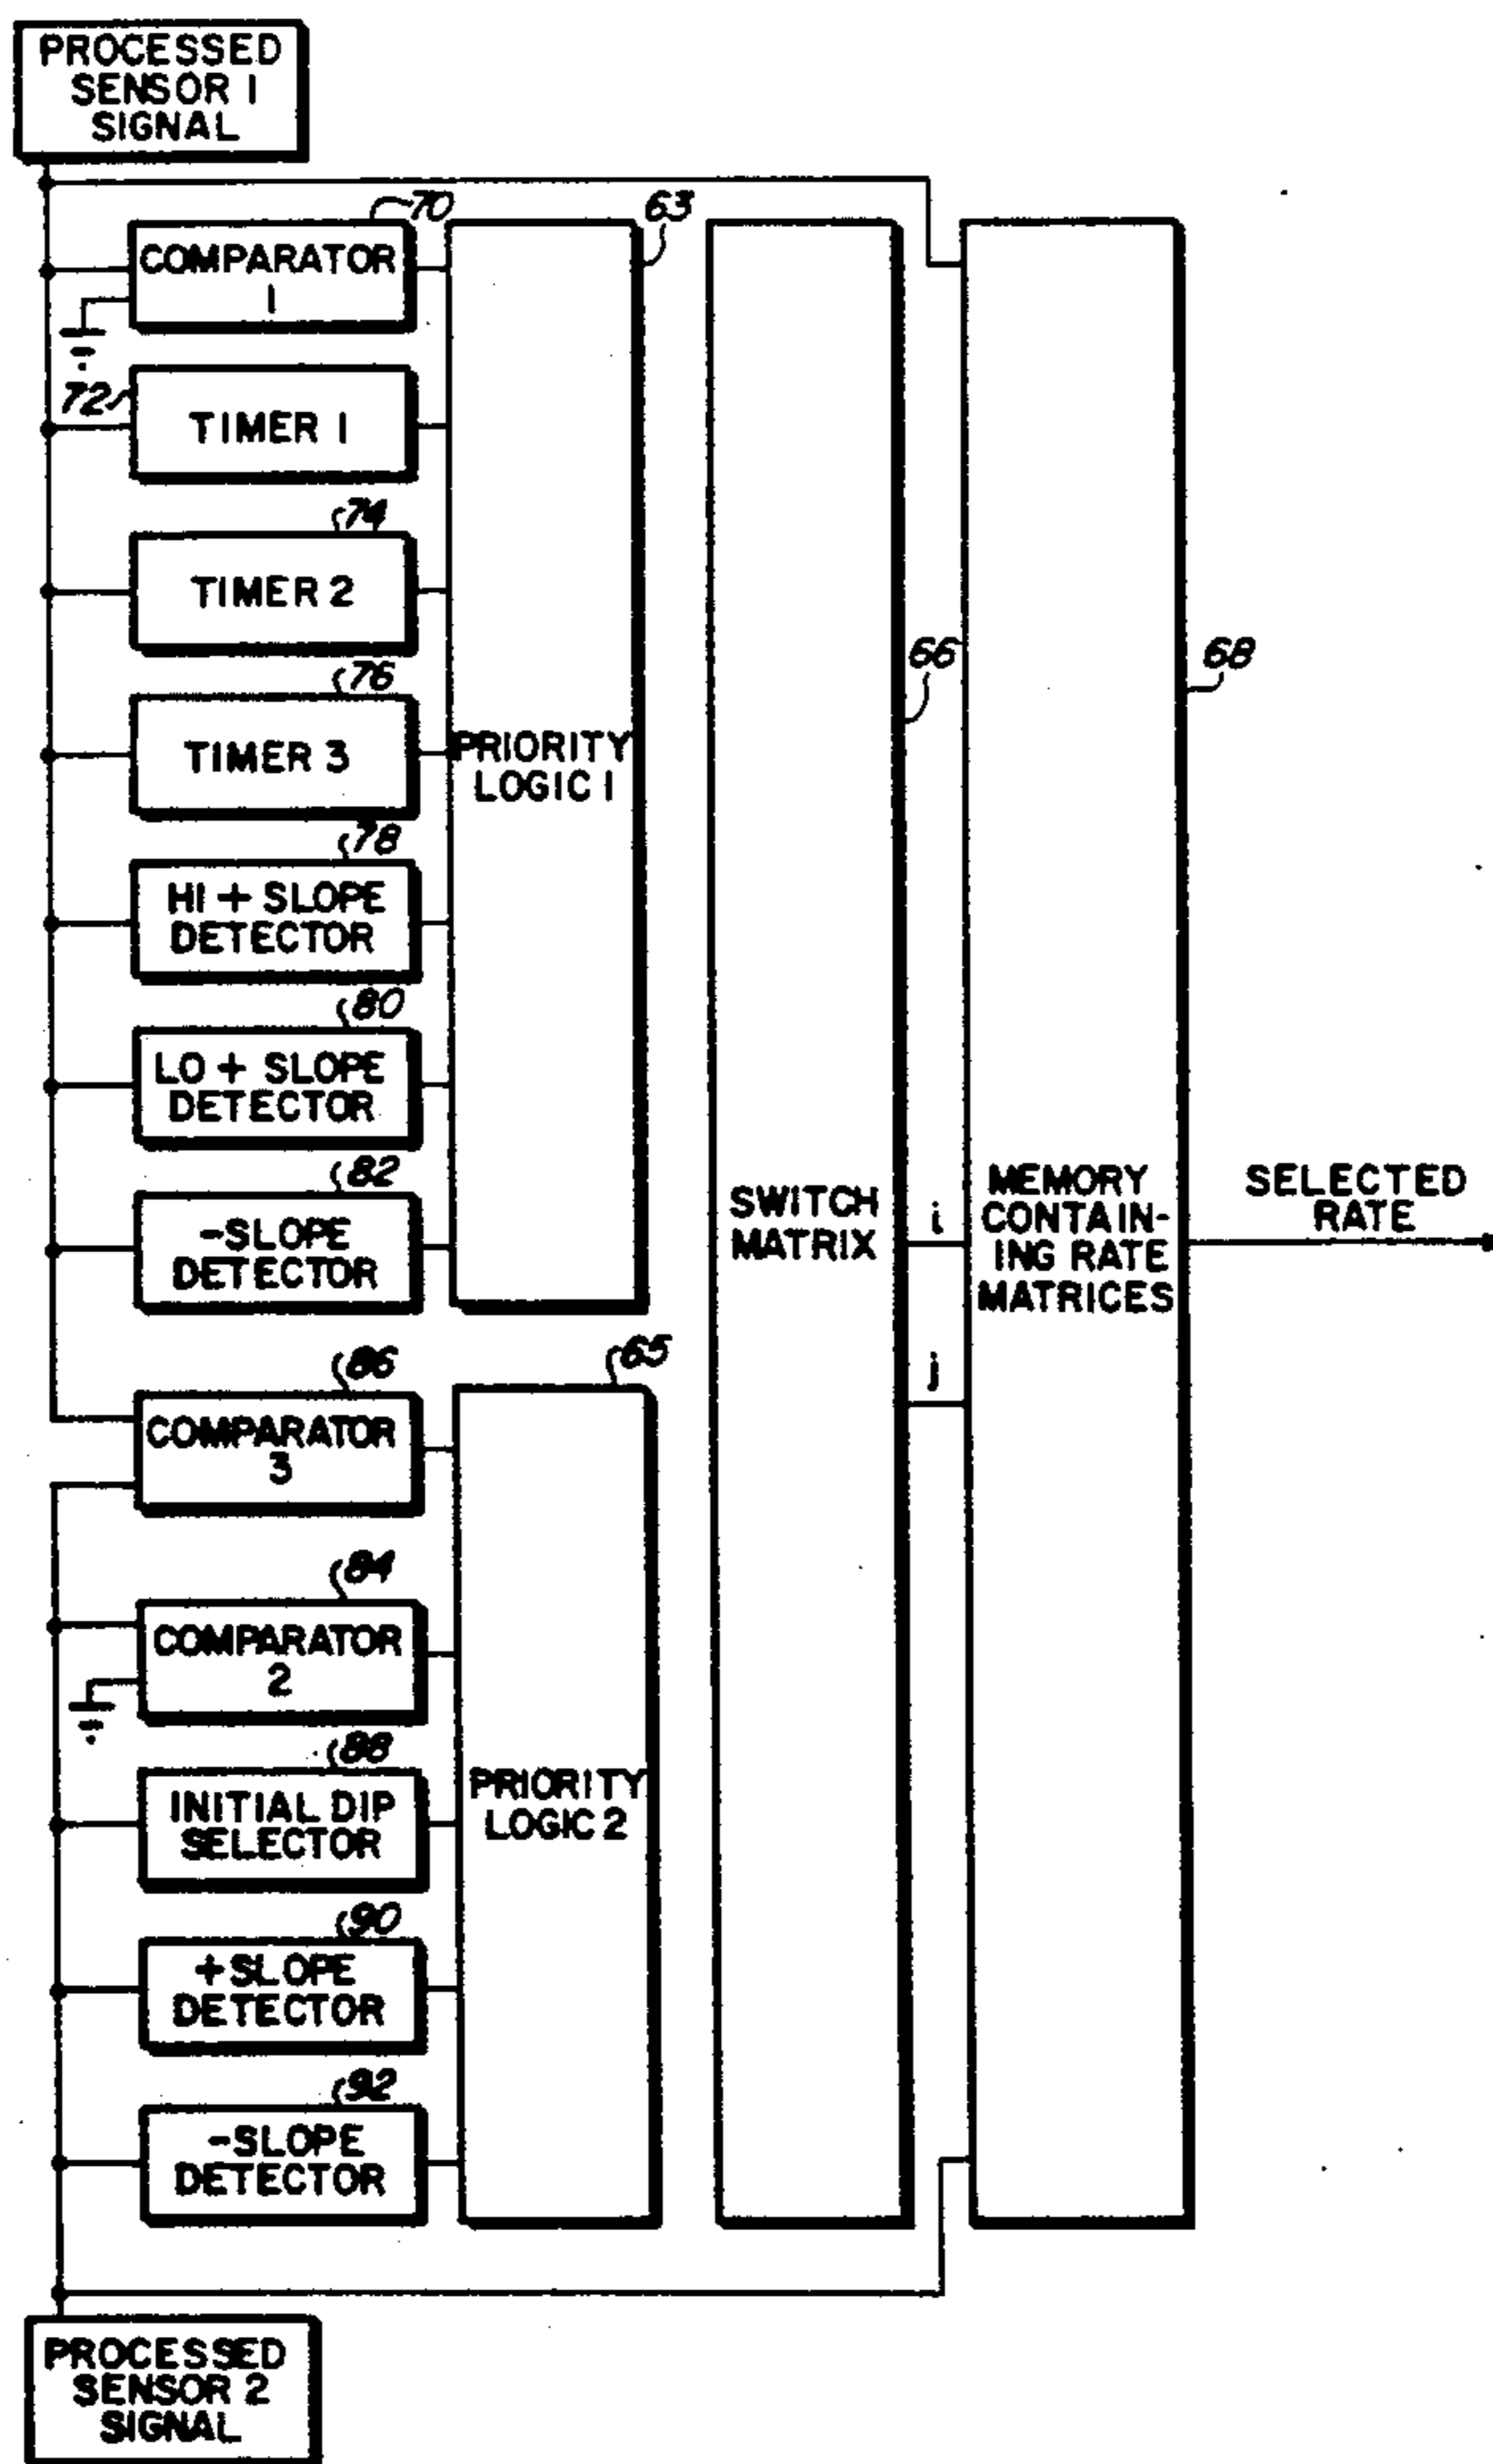 PROCESSED
SENSOR 1
SIGNAL
70
63
COMPARATOR
1
72
TIMER 1
74
TIMER 2
66
68
76
TIMER 3
PRIORITY
LOGIC 1
78
HI + SLOPE
DETECTOR
80
LO + SLOPE
DETECTOR
82
-SLOPE
DETECTOR
SWITCH
MATRIX
i
j
MEMORY
CONTAIN-
ING RATE
MATRICES
SELECTED
RATE
65
86
COMPARATOR
3
84
COMPARATOR
2
88
INITIAL DIP
SELECTOR
PRIORITY
LOGIC 2
90
+SLOPE
DETECTOR
92
-SLOPE
DETECTOR
PROCESSED
SENSOR 2
SIGNAL